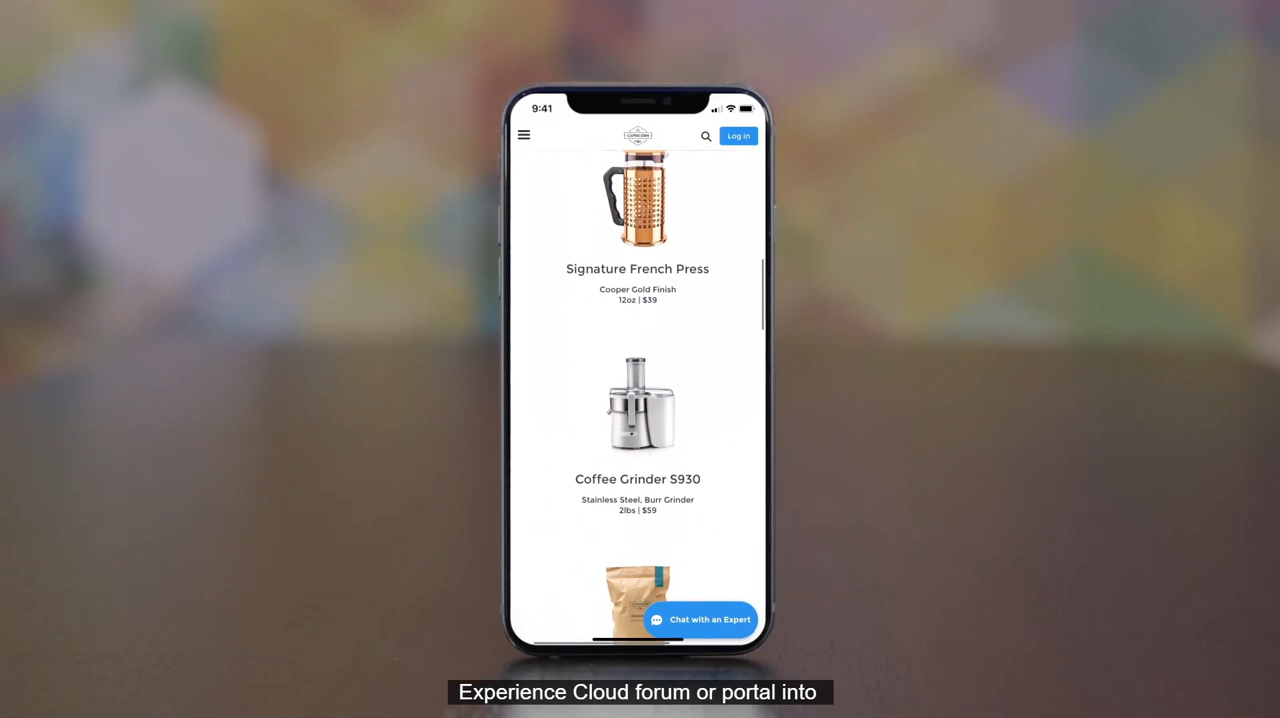 9:41
CAPRICORN
Log in
Signature French Press
Cooper Gold Finish
12oz | $39
Coffee Grinder S930
Stainless Steel, Burr Grinder
2lbs | $59
Chat with an Expert
Experience Cloud forum or portal into